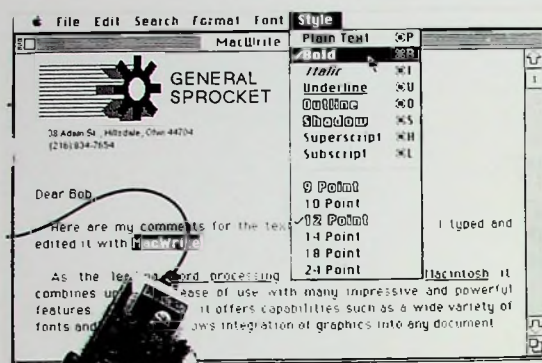 File Edit Search Format Font Style
MacWrite
Plain Text ⌘P
✓Bold ⌘B
Italic ⌘I
Underline ⌘U
Outline ⌘O
Shadow ⌘S
Superscript ⌘H
Subscript ⌘L
9 Point
10 Point
✓12 Point
14 Point
18 Point
24 Point
GENERAL
SPROCKET
38 Adam St., Hillsdale, Ohio 44704
(216) 834-7654
Dear Bob
Here are my comments for the text I typed and
edited it with MacWrite
As the word processing Macintosh it
combines ease of use with many impressive and powerful
features it offers capabilities such as a wide variety of
fonts and integration of graphics into any document